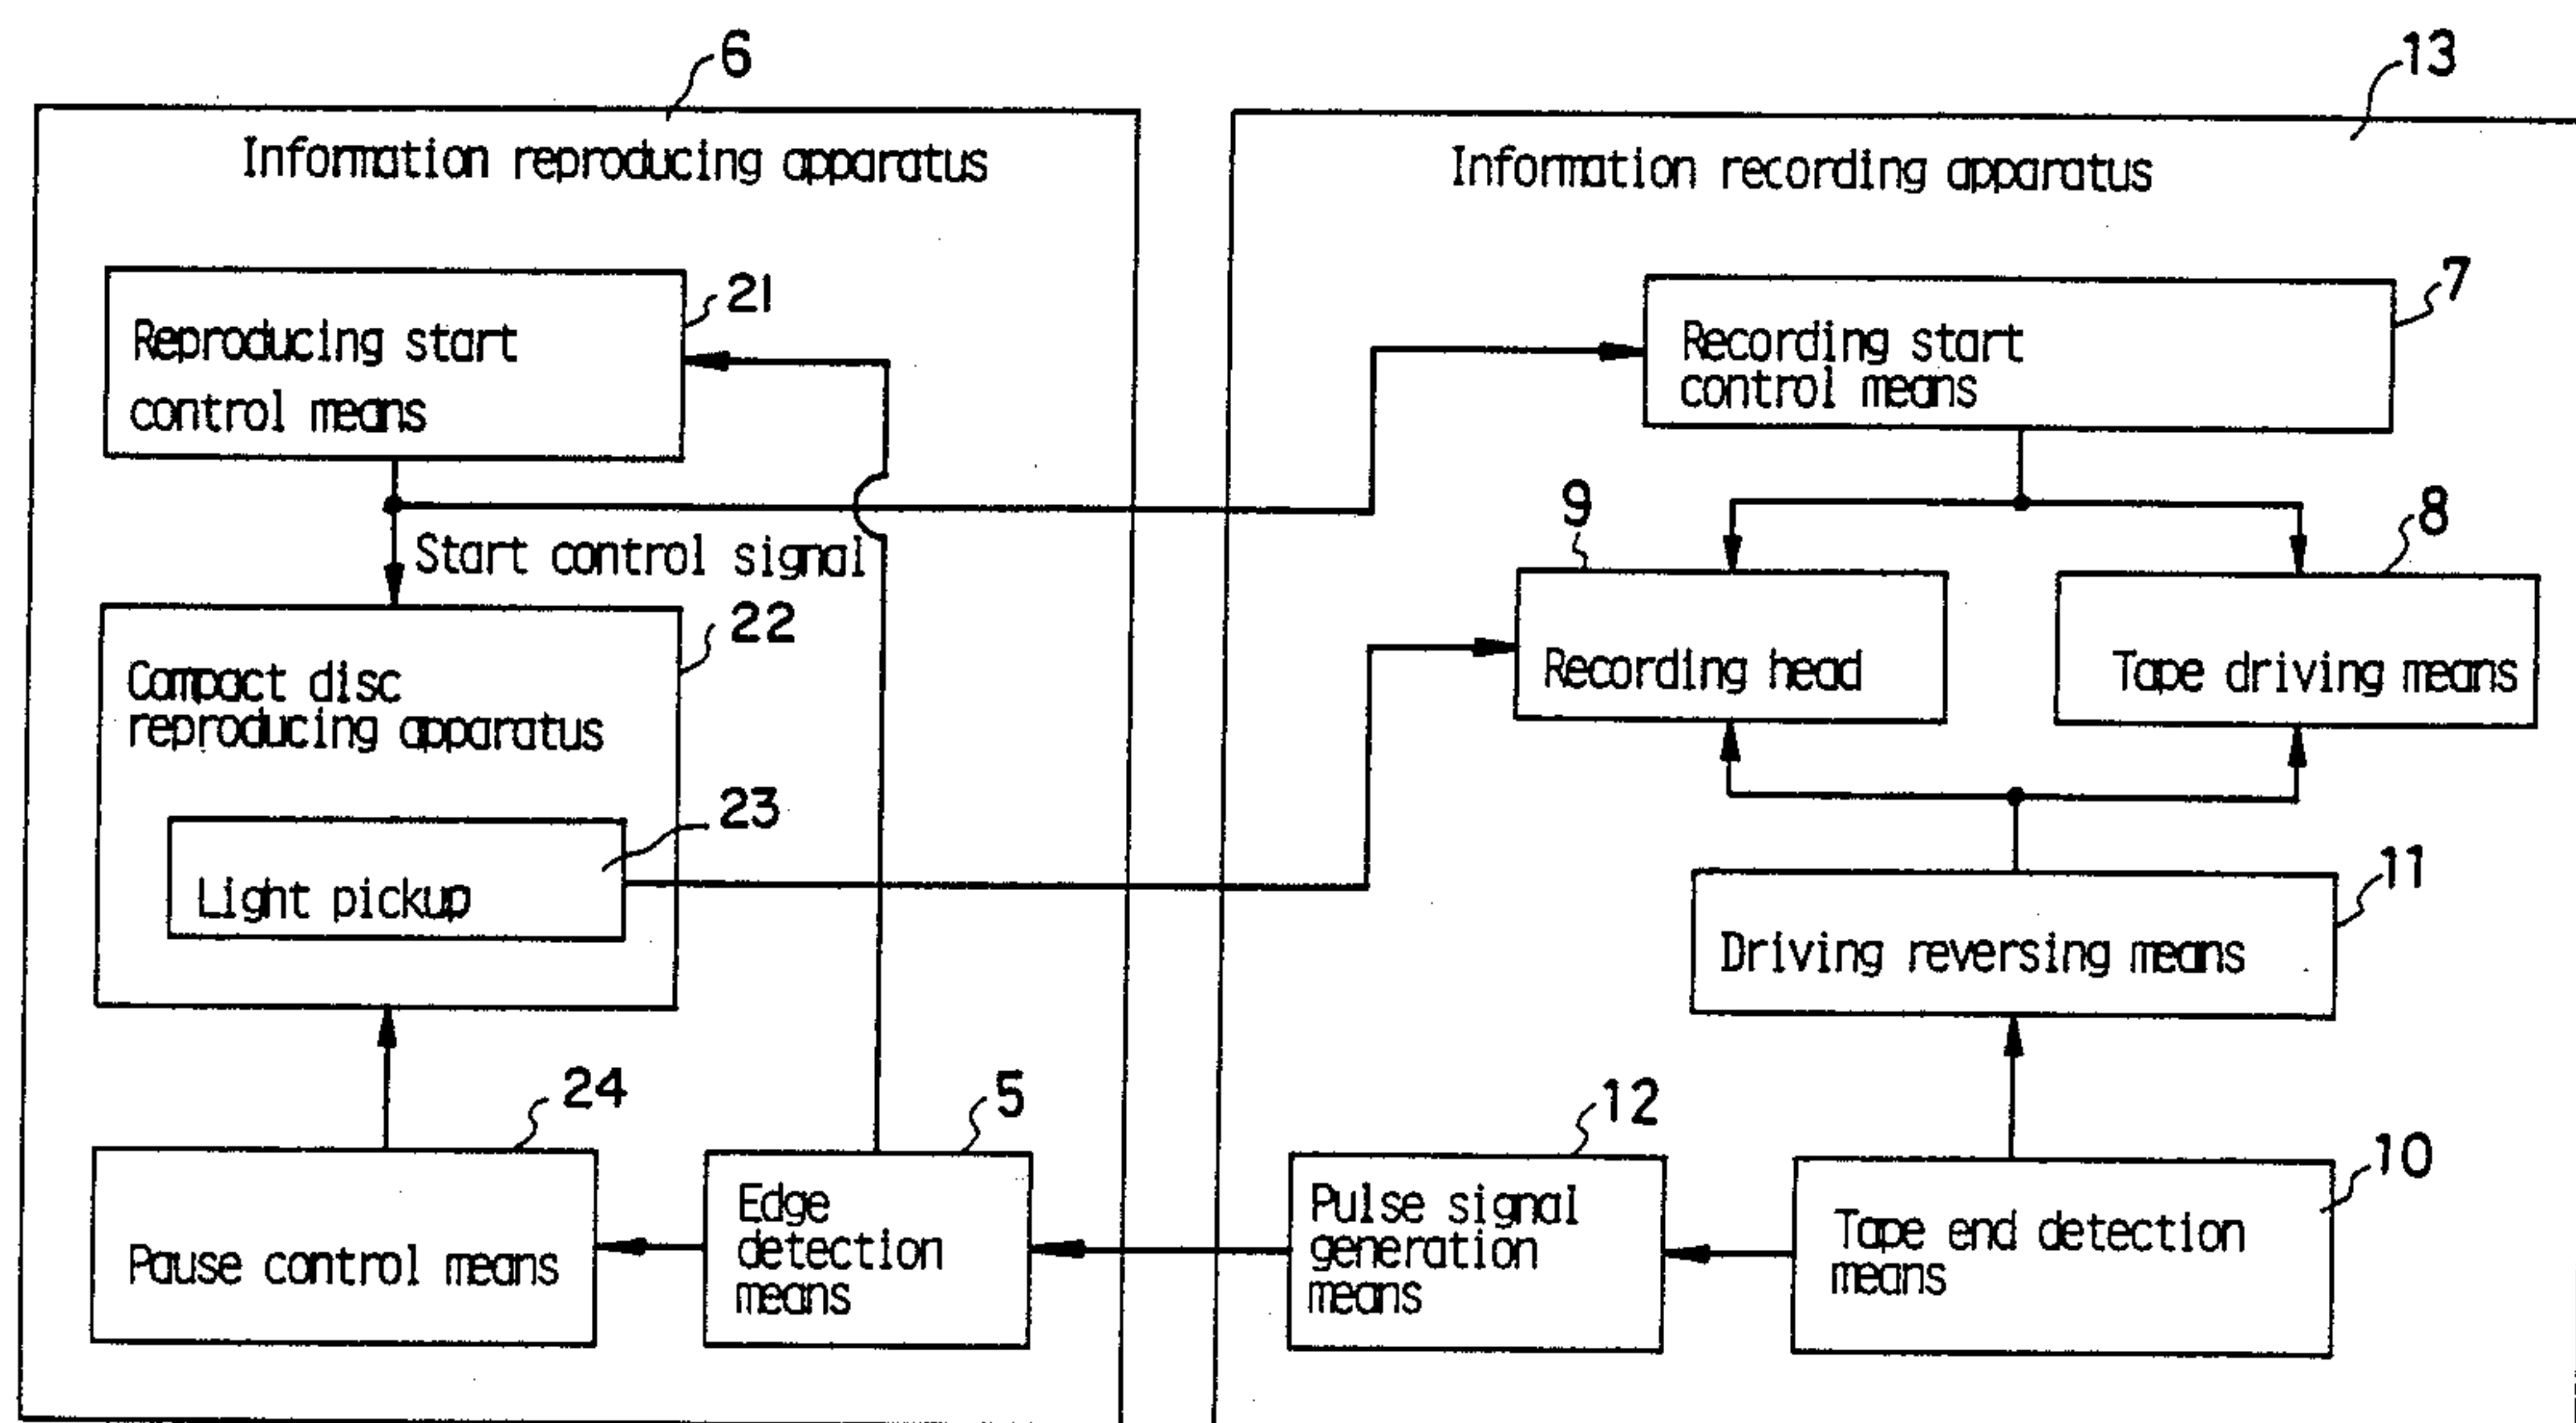 6
13
Information reproducing apparatus
Information recording apparatus
21
Reproducing start
control means
7
Recording start
control means
Start control signal
9
8
22
Compact disc
reproducing apparatus
Recording head
Tape driving means
23
Light pickup
11
Driving reversing means
24
5
12
10
Pause control means
Edge
detection
means
Pulse signal
generation
means
Tape end detection
means